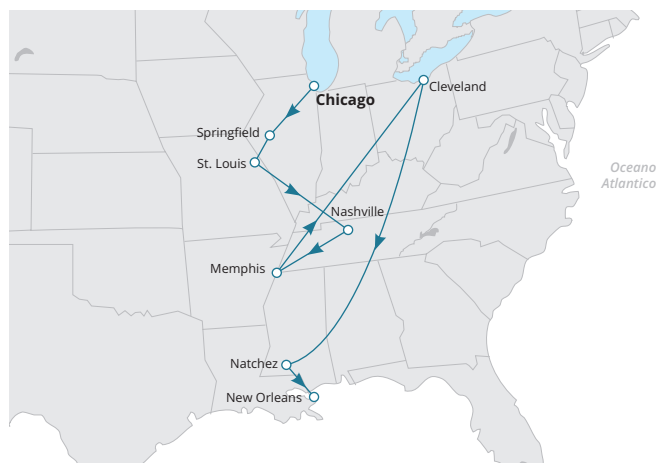 Chicago
Cleveland
Springfield
St. Louis
Oceano
Atlantico
Nashville
Memphis
Natchez
New Orleans